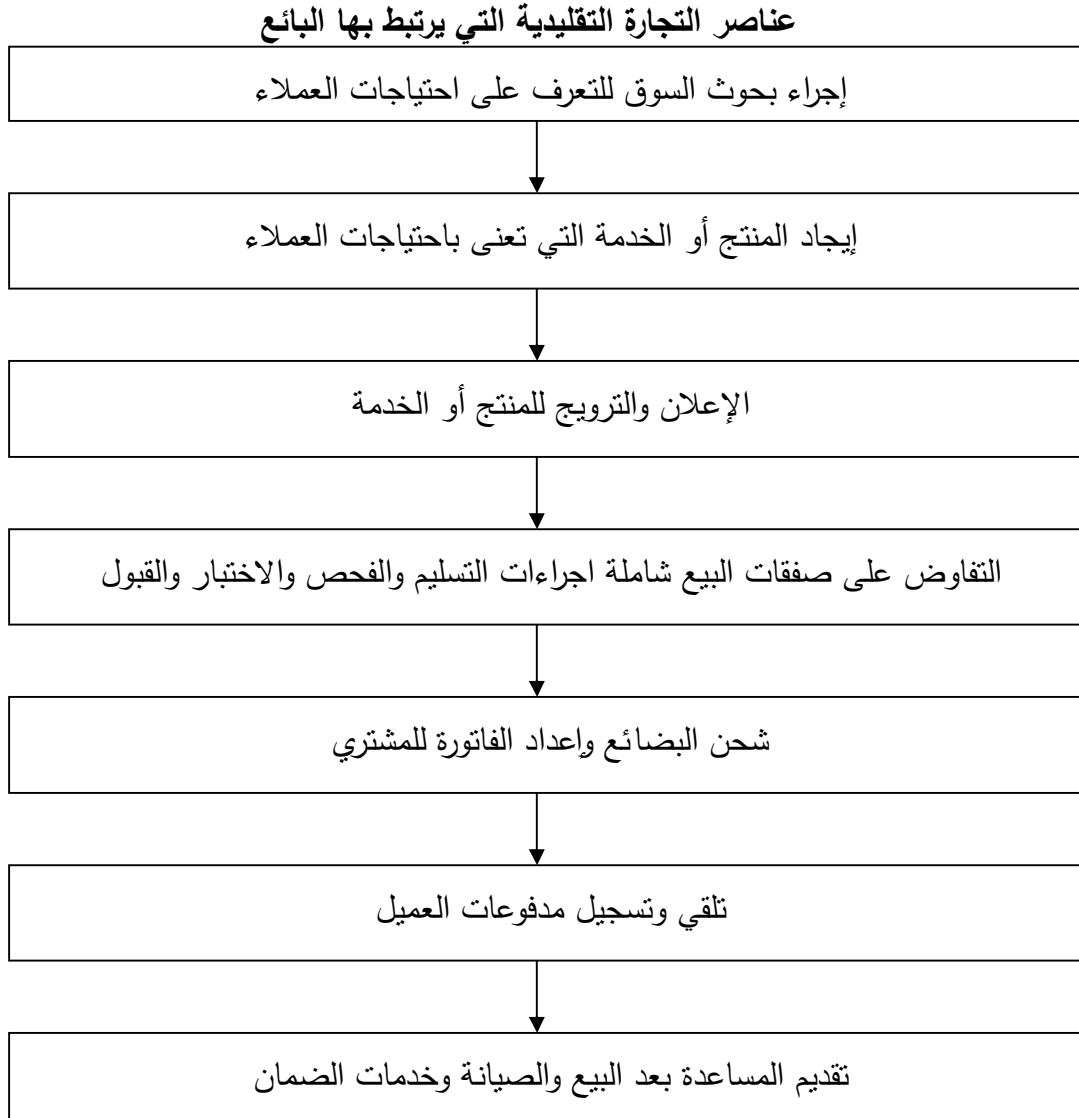 عناصر التجارة التقليدية التي يرتبط بها البائع
إجراء بحوث السوق للتعرف على احتياجات العملاء
إيجاد المنتج أو الخدمة التي تعنى باحتياجات العملاء
الإعلان والترويج للمنتج أو الخدمة
التفاوض على صفقات البيع شاملة اجراءات التسليم والفحص والاختبار والقبول
شحن البضائع وإعداد الفاتورة للمشتري
تلقي وتسجيل مدفوعات العميل
تقديم المساعدة بعد البيع والصيانة وخدمات الضمان